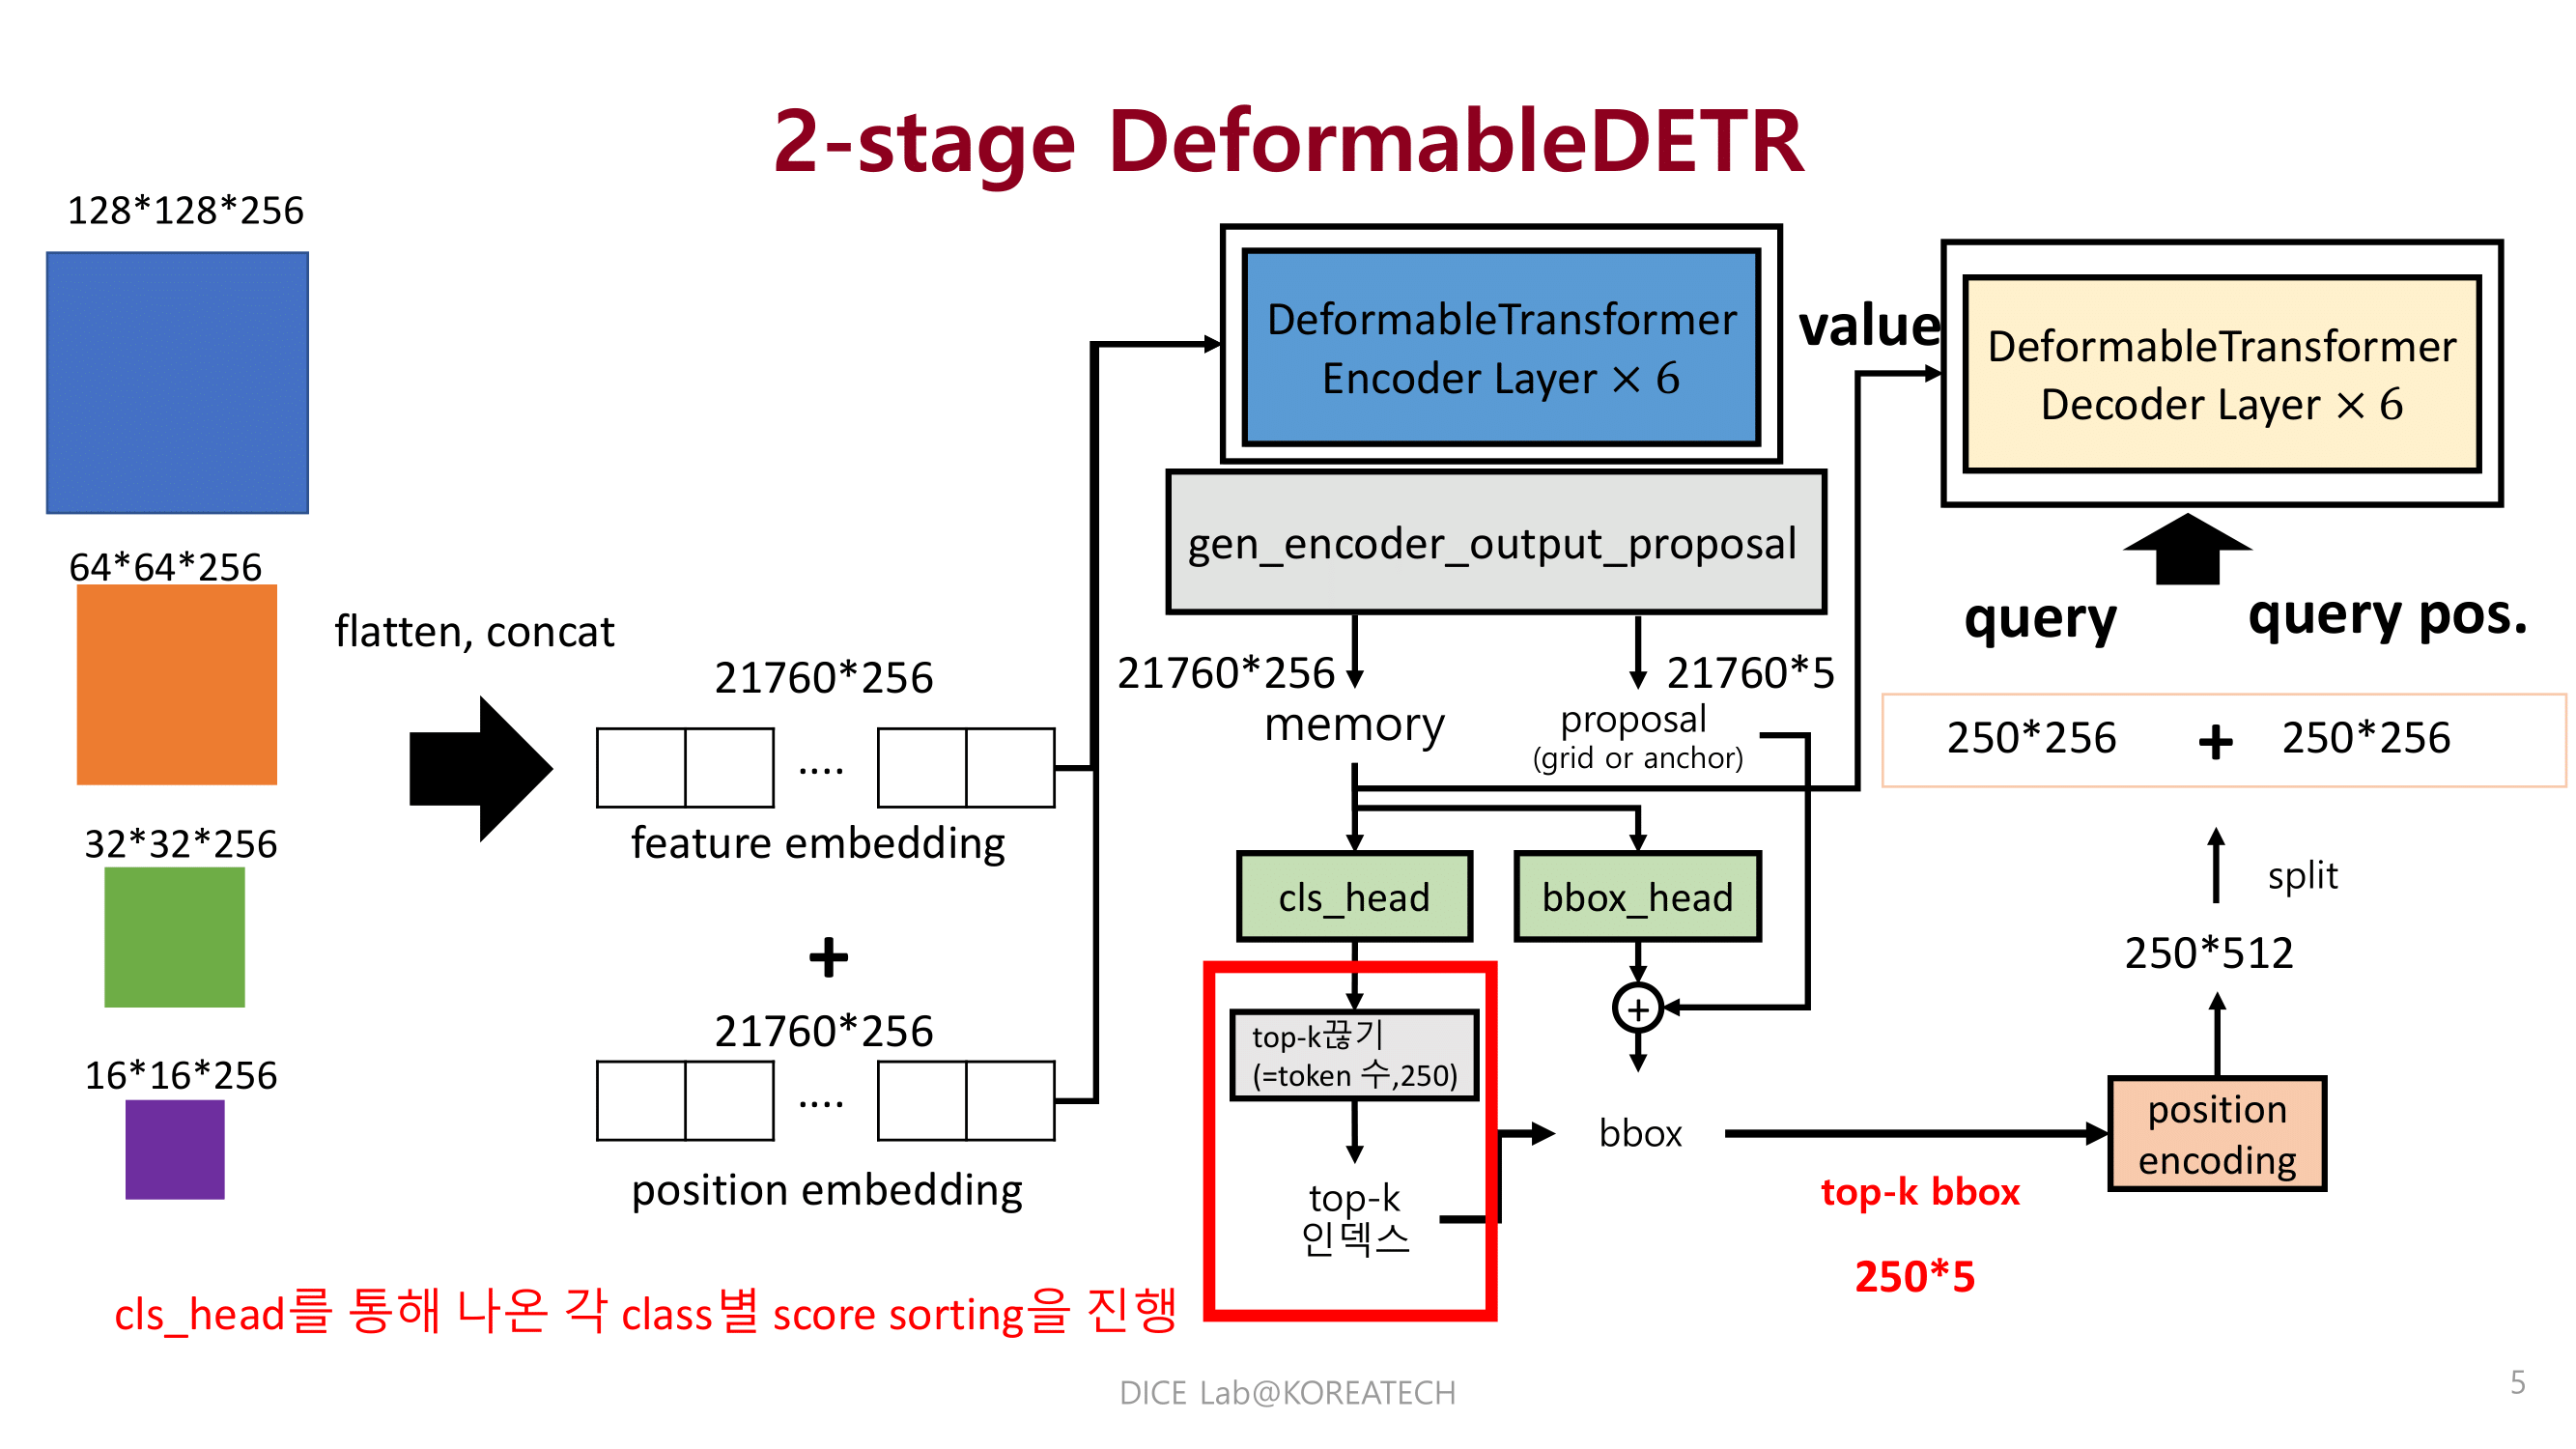 2-stage DeformableDETR
128*128*256
64*64*256
32*32*256
16*16*256
flatten, concat
21760*256
....
feature embedding
+
21760*256
....
position embedding
DeformableTransformer
Encoder Layer × 6
gen_encoder_output_proposal
21760*256
memory
21760*5
proposal
(grid or anchor)
cls_head
bbox_head
+
top-k끊기
(=token 수,250)
top-k
인덱스
bbox
top-k bbox
250*5
position
encoding
250*512
split
250*256 + 250*256
query
query pos.
value
DeformableTransformer
Decoder Layer × 6
cls_head를 통해 나온 각 class별 score sorting을 진행
DICE Lab@KOREATECH
5